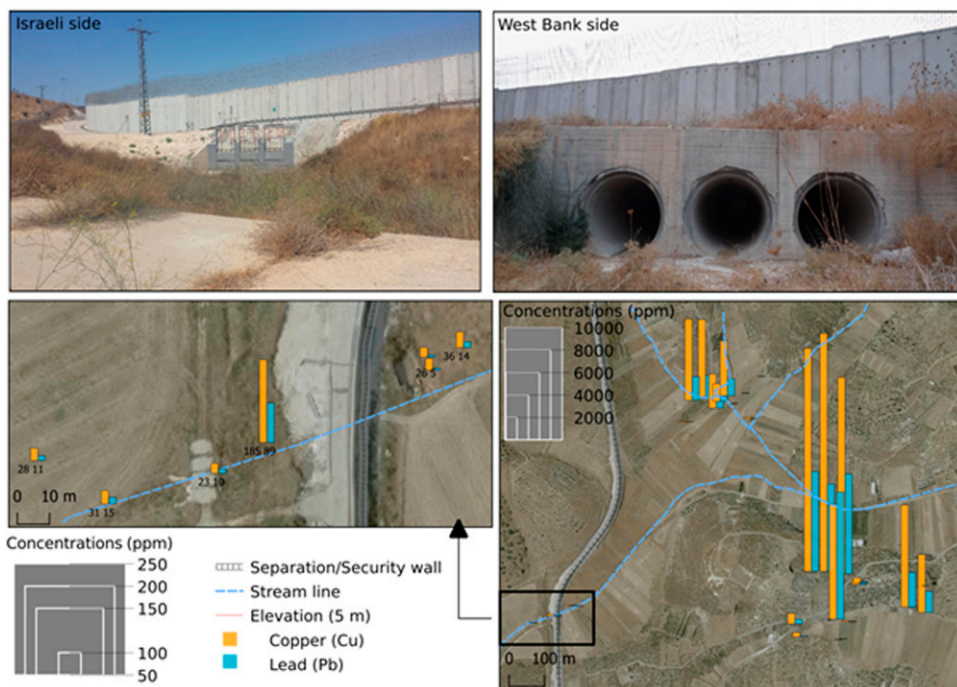 Israeli side
West Bank side
Concentrations (ppm)
10000
8000
6000
4000
2000
36 14
26 5
185 89
28 11
23 10
31 15
0 10 m
0 100 m
Concentrations (ppm)
250
200
150
100
50
Separation/Security wall
Stream line
Elevation (5 m)
Copper (Cu)
Lead (Pb)